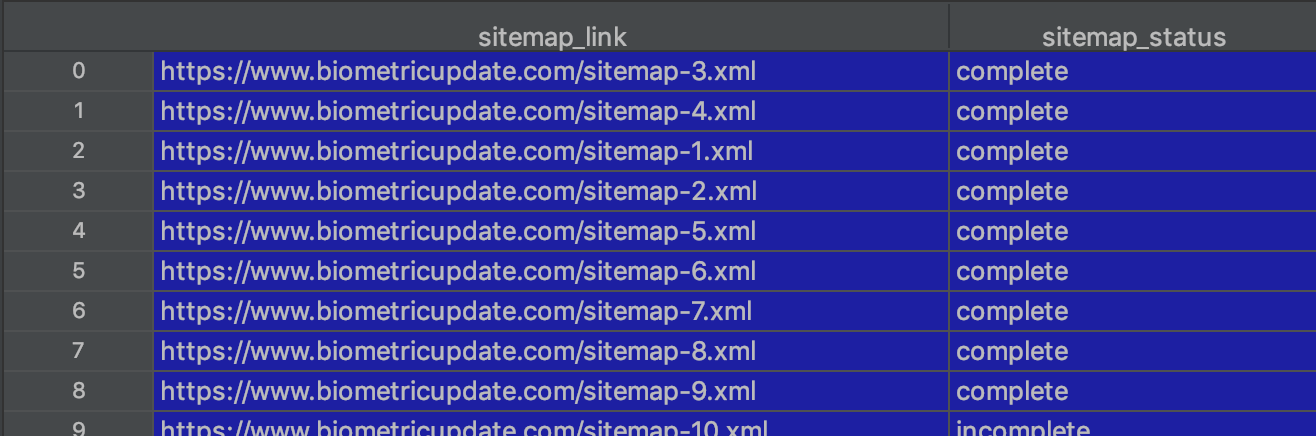 sitemap_link sitemap_status
0 https://www.biometricupdate.com/sitemap-3.xml complete
1 https://www.biometricupdate.com/sitemap-4.xml complete
2 https://www.biometricupdate.com/sitemap-1.xml complete
3 https://www.biometricupdate.com/sitemap-2.xml complete
4 https://www.biometricupdate.com/sitemap-5.xml complete
5 https://www.biometricupdate.com/sitemap-6.xml complete
6 https://www.biometricupdate.com/sitemap-7.xml complete
7 https://www.biometricupdate.com/sitemap-8.xml complete
8 https://www.biometricupdate.com/sitemap-9.xml complete
9 https://www.biometricupdate.com/sitemap-10.xml incomplete